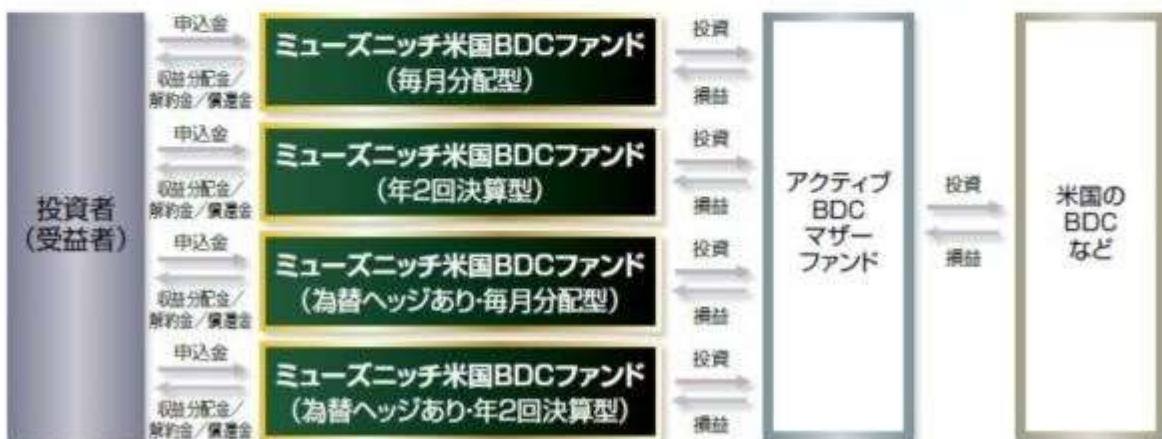 投資者
(受益者)
申込金
収益分配金/
解約金/償還金
ミューズニッチ米国BDCファンド
(毎月分配型)
投資
損益
申込金
収益分配金/
解約金/償還金
ミューズニッチ米国BDCファンド
(年2回決算型)
投資
損益
申込金
収益分配金/
解約金/償還金
ミューズニッチ米国BDCファンド
(為替ヘッジあり・毎月分配型)
投資
損益
申込金
収益分配金/
解約金/償還金
ミューズニッチ米国BDCファンド
(為替ヘッジあり・年2回決算型)
投資
損益
アクティブ
BDC
マザー
ファンド
投資
損益
米国の
BDC
など